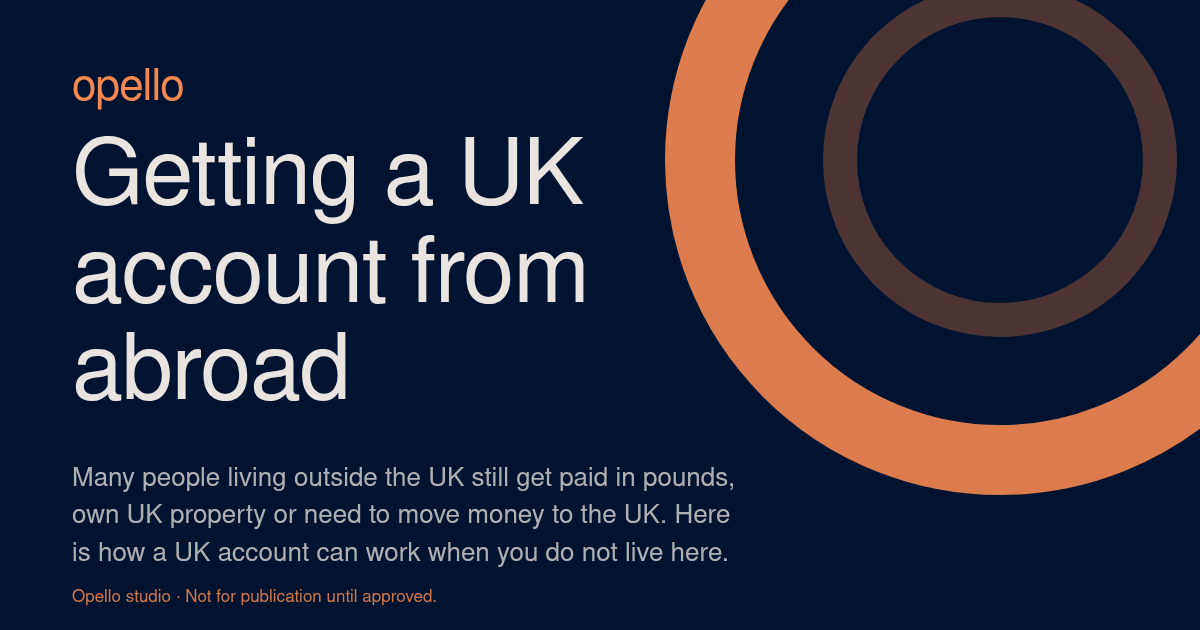 opello
Getting a UK
account from
abroad
Many people living outside the UK still get paid in pounds,
own UK property or need to move money to the UK. Here
is how a UK account can work when you do not live here.
Opello studio · Not for publication until approved.